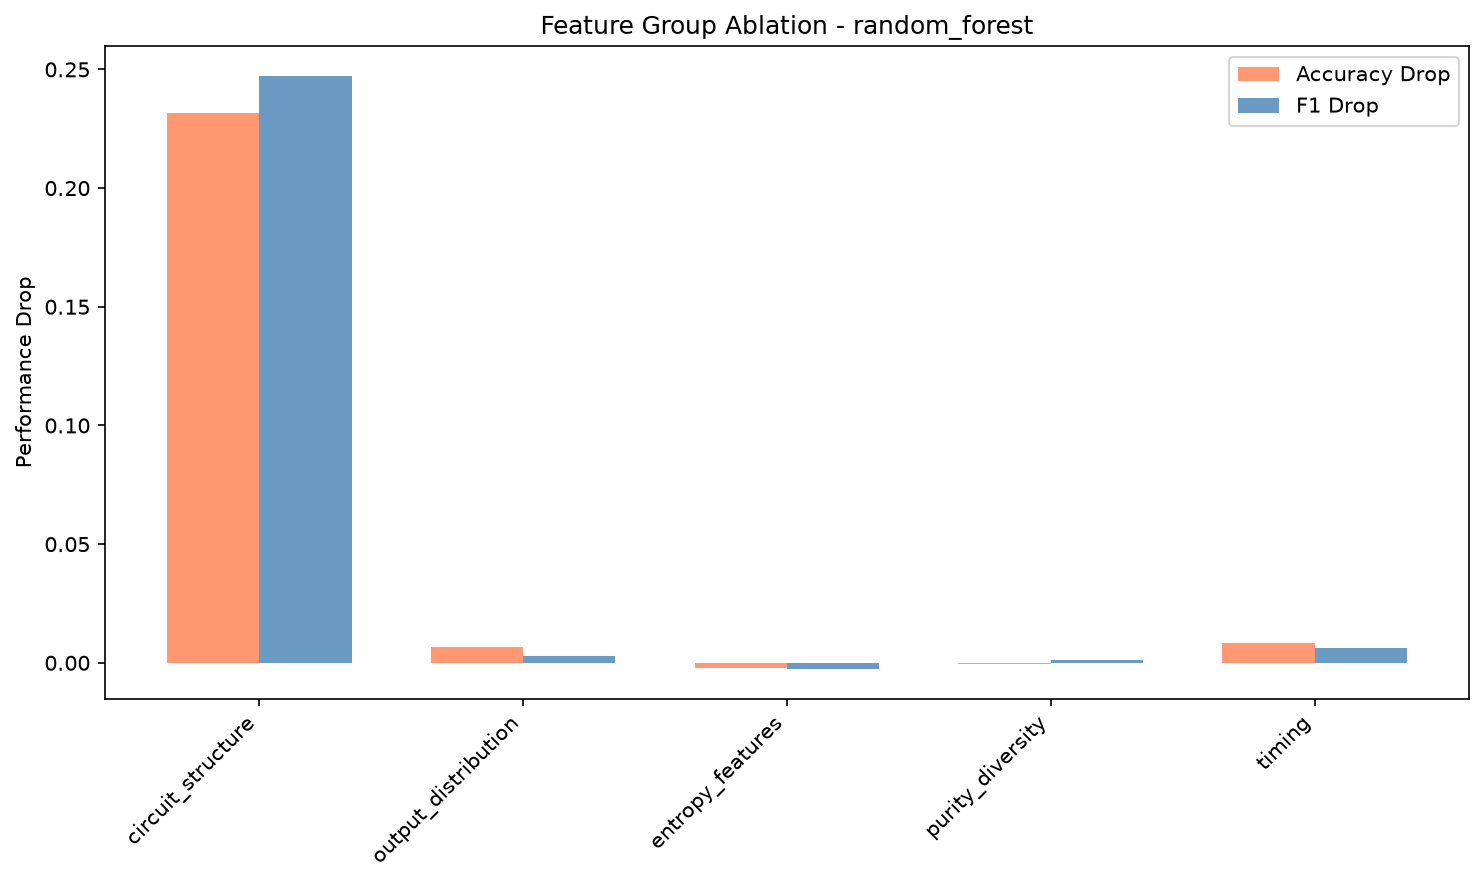 Feature Group Ablation - random_forest
Accuracy Drop
F1 Drop
Performance Drop
0.25
0.20
0.15
0.10
0.05
0.00
circuit_structure
output_distribution
entropy_features
purity_diversity
timing